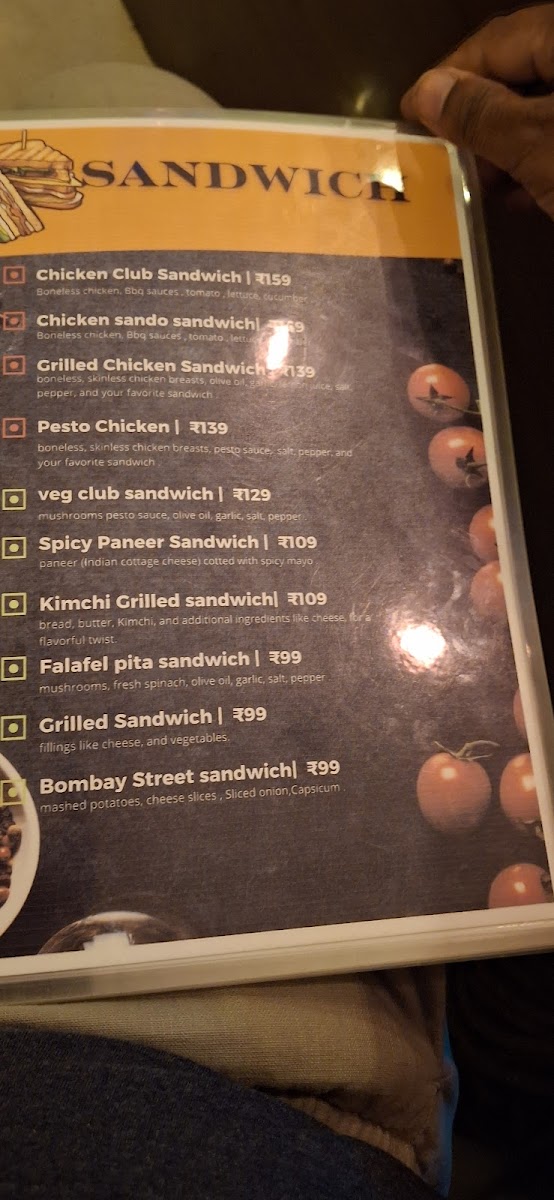 SANDWICH
Chicken Club Sandwich | ₹159
Boneless chicken, Bbq sauces , tomato , lettuce, cucumber
Chicken sando sandwich|
Boneless chicken, Bbq sauces , tomato ,
Grilled Chicken Sandwich ₹139
boneless, skinless chicken breasts, olive oil, juice, salt,
pepper, and your favorite sandwich
Pesto Chicken | ₹139
boneless, skinless chicken breasts, pesto sauce, salt, pepper, and
your favorite sandwich
veg club sandwich | ₹129
mushrooms pesto sauce, olive oil, garlic, salt, pepper
Spicy Paneer Sandwich | ₹109
paneer (Indian cottage cheese) cotted with spicy mayo
Kimchi Grilled sandwich| ₹109
bread, butter, Kimchi, and additional ingredients like cheese, for a
flavorful twist.
Falafel pita sandwich | ₹99
mushrooms, fresh spinach, olive oil, garlic, salt, pepper
Grilled Sandwich | ₹99
fillings like cheese, and vegetables.
Bombay Street sandwich| ₹99
mashed potatoes, cheese slices , Sliced onion,Capsicum